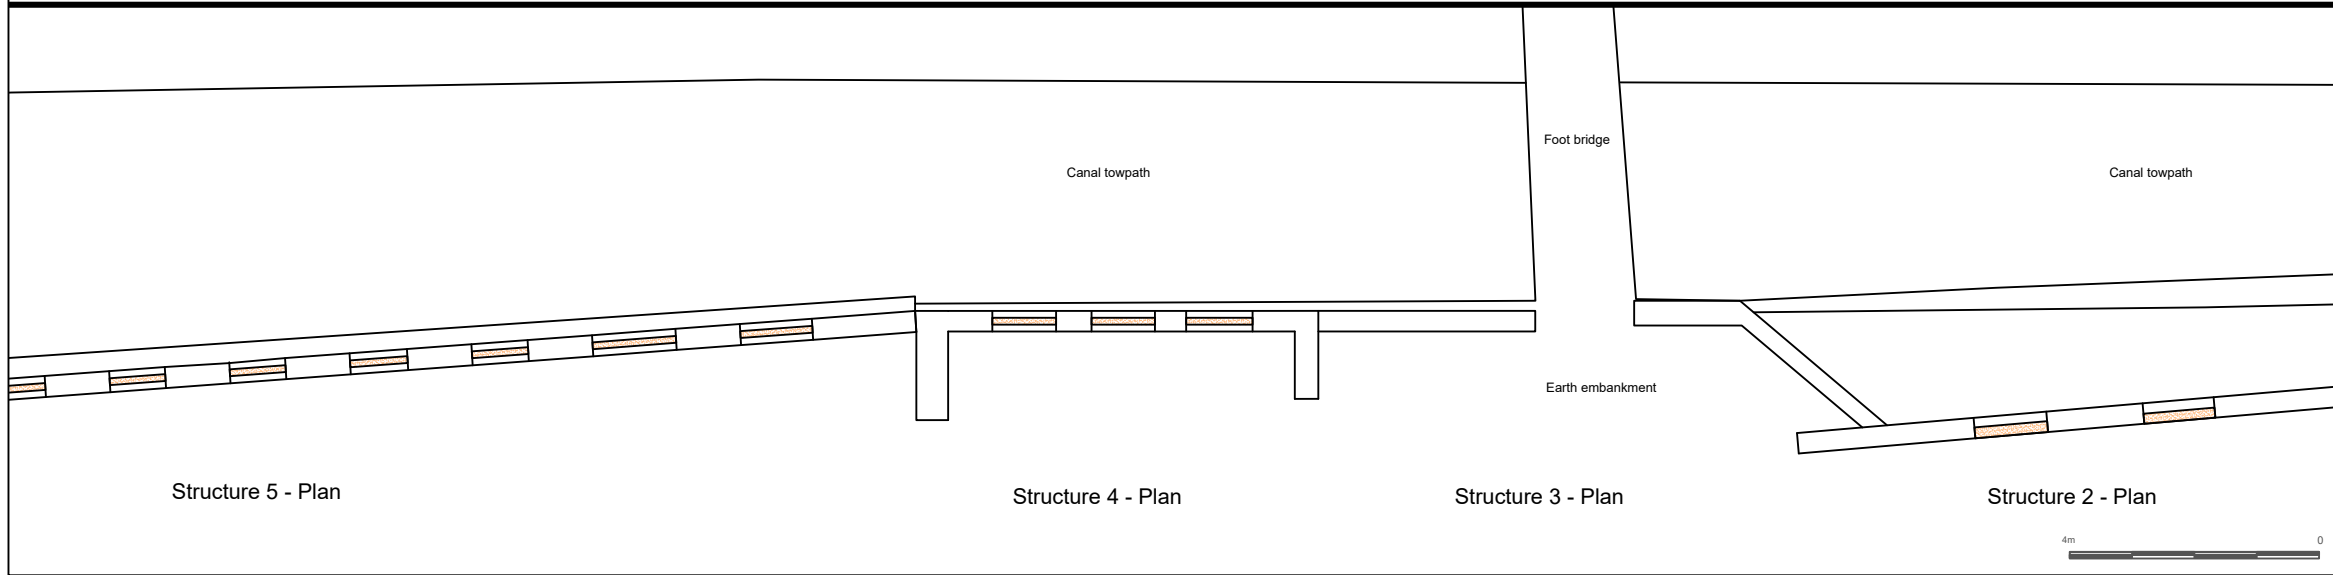 Foot bridge
Canal towpath
Canal towpath
Earth embankment
Structure 5 - Plan
Structure 4 - Plan
Structure 3 - Plan
Structure 2 - Plan
4m
0